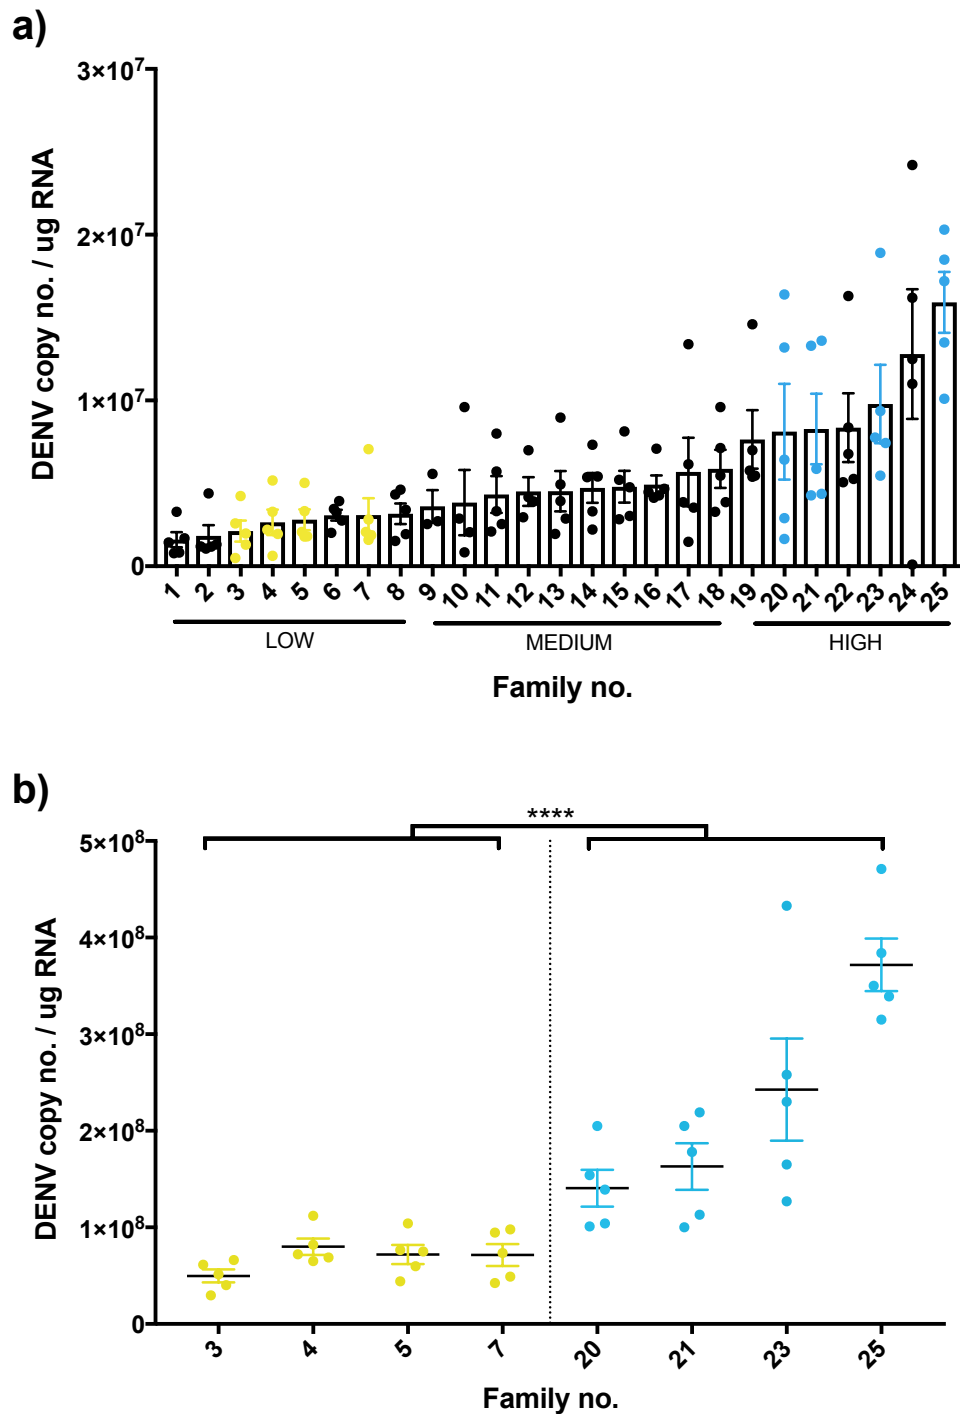 a)
3×10⁷
2×10⁷
1×10⁷
0
DENV copy no. / ug RNA
1 2 3 4 5 6 7 8 9 10 11 12 13 14 15 16 17 18 19 20 21 22 23 24 25
LOW MEDIUM HIGH
Family no.
b)
****
5×10⁸
4×10⁸
3×10⁸
2×10⁸
1×10⁸
0
DENV copy no. / ug RNA
3 4 5 7 20 21 23 25
Family no.